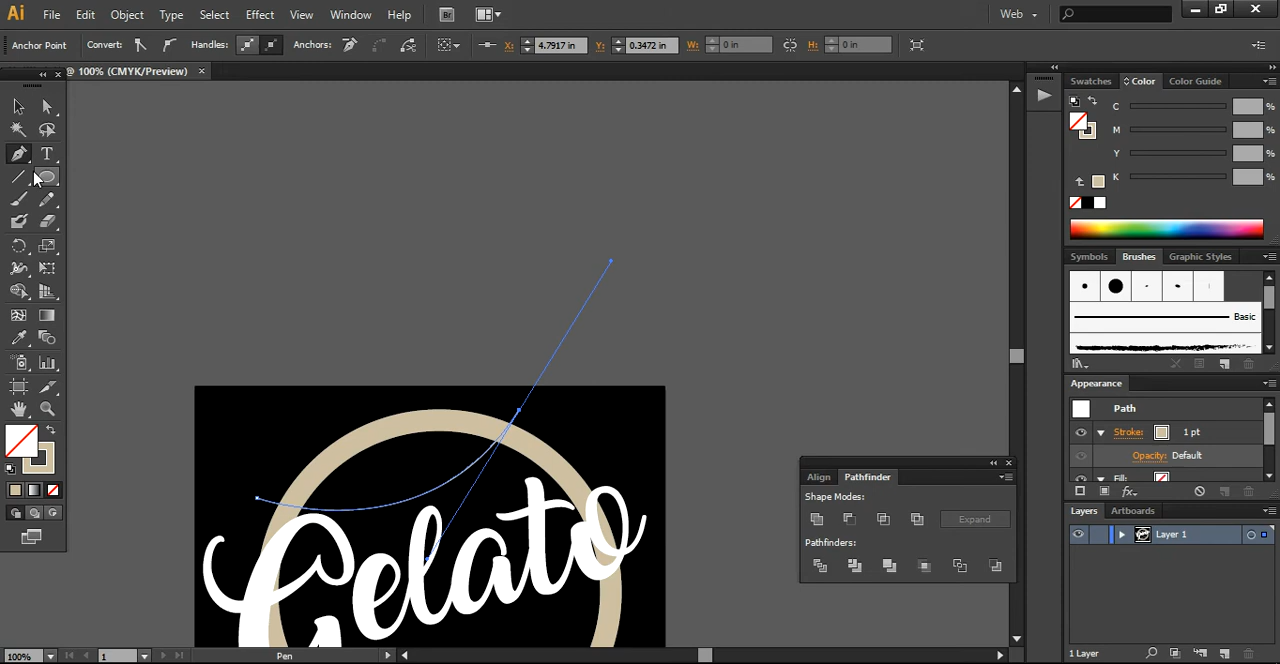 Ai File Edit Object Type Select Effect View Window Help Br Web
Anchor Point Convert: Handles: Anchors: X: 4.7917 in Y: 0.3472 in W: 0 in H: 0 in
@ 100% (CMYK/Preview) ×
Swatches Color Color Guide
C %
M %
Y %
K %
Symbols Brushes Graphic Styles
Basic
Appearance
Path
Stroke: 1 pt
Opacity: Default
Fill:
Align Pathfinder
Shape Modes:
Expand
Pathfinders:
Layers Artboards
Layer 1
1 Layer
Gelato
100% 1 Pen